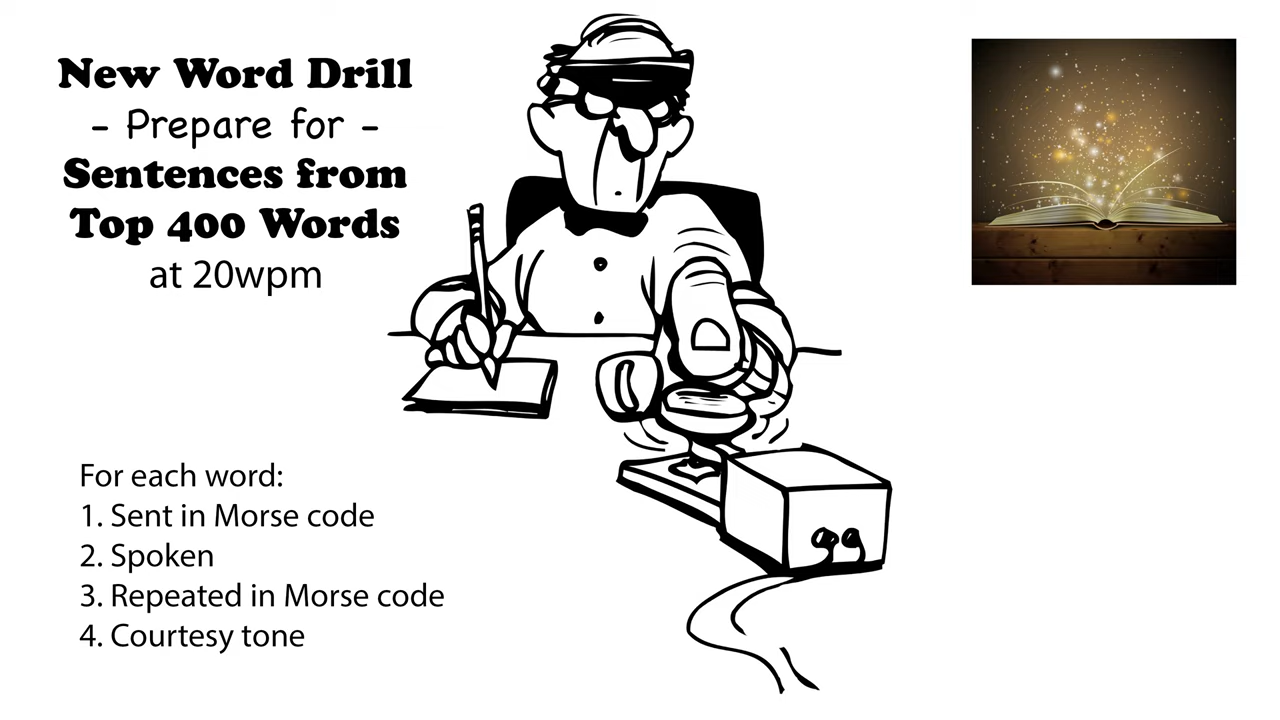 New Word Drill
- Prepare for -
Sentences from
Top 400 Words
at 20wpm
For each word:
1. Sent in Morse code
2. Spoken
3. Repeated in Morse code
4. Courtesy tone